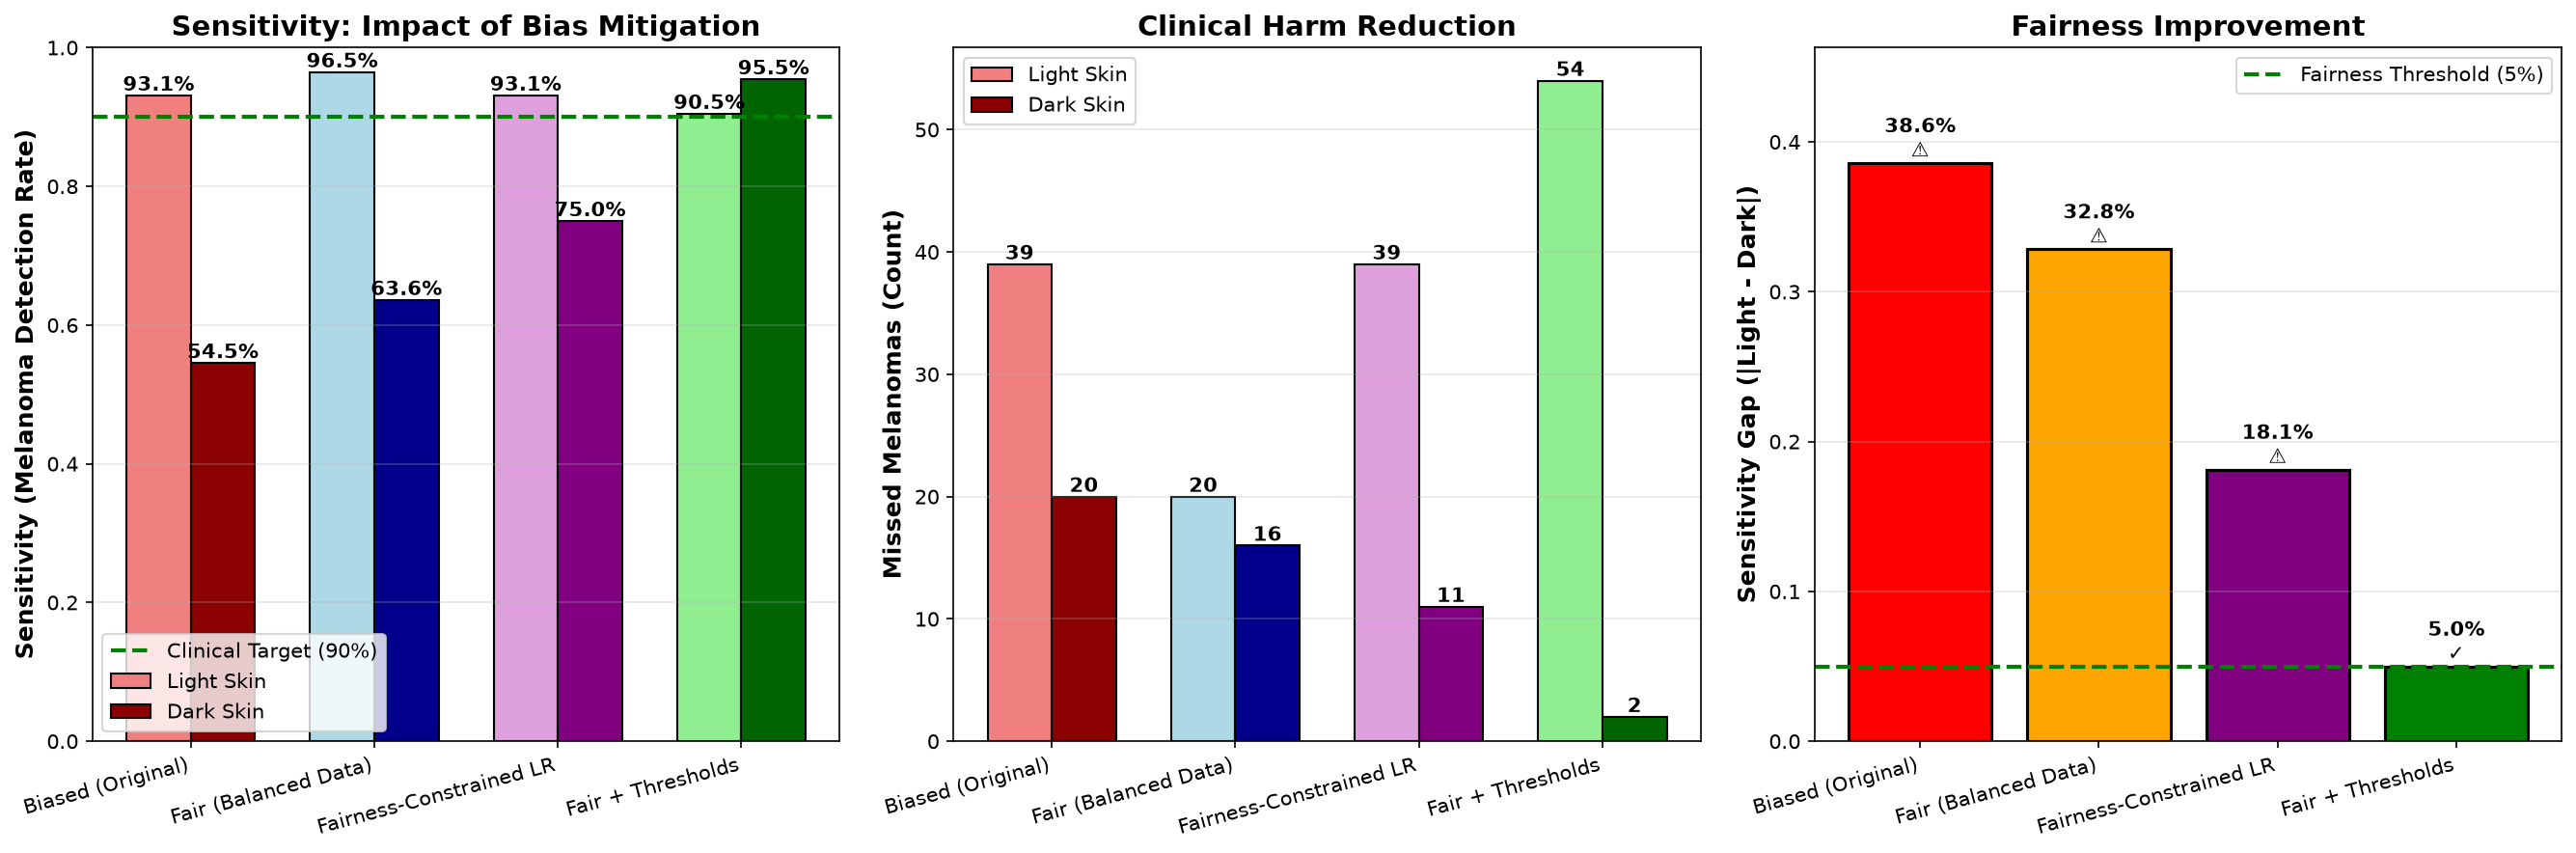 Sensitivity: Impact of Bias Mitigation
Sensitivity (Melanoma Detection Rate)
1.0
0.8
0.6
0.4
0.2
0.0
93.1%
54.5%
96.5%
63.6%
93.1%
75.0%
90.5%
95.5%
Clinical Target (90%)
Light Skin
Dark Skin
Biased (Original)
Fair (Balanced Data)
Fairness-Constrained LR
Fair + Thresholds
Clinical Harm Reduction
Missed Melanomas (Count)
50
40
30
20
10
0
Light Skin
Dark Skin
39
20
20
16
39
11
54
2
Biased (Original)
Fair (Balanced Data)
Fairness-Constrained LR
Fair + Thresholds
Fairness Improvement
Sensitivity Gap (|Light - Dark|)
0.4
0.3
0.2
0.1
0.0
Fairness Threshold (5%)
38.6%
⚠
32.8%
⚠
18.1%
⚠
5.0%
✓
Biased (Original)
Fair (Balanced Data)
Fairness-Constrained LR
Fair + Thresholds